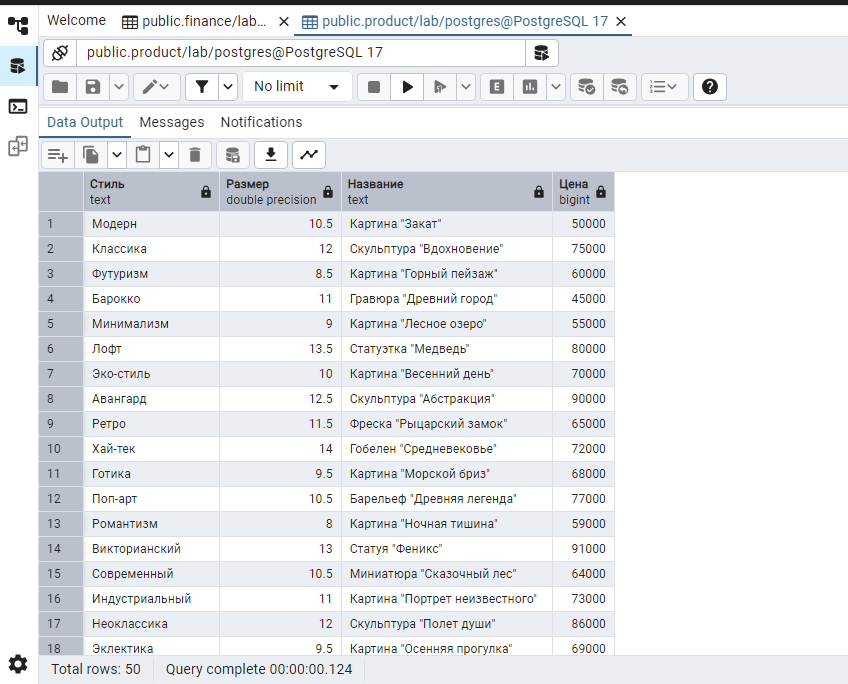 Welcome public.finance/lab... public.product/lab/postgres@PostgreSQL 17
public.product/lab/postgres@PostgreSQL 17
No limit E
Data Output Messages Notifications
Стиль Размер Название Цена
text double precision text bigint
1 Модерн 10.5 Картина "Закат" 50000
2 Классика 12 Скульптура "Вдохновение" 75000
3 Футуризм 8.5 Картина "Горный пейзаж" 60000
4 Барокко 11 Гравюра "Древний город" 45000
5 Минимализм 9 Картина "Лесное озеро" 55000
6 Лофт 13.5 Статуэтка "Медведь" 80000
7 Эко-стиль 10 Картина "Весенний день" 70000
8 Авангард 12.5 Скульптура "Абстракция" 90000
9 Ретро 11.5 Фреска "Рыцарский замок" 65000
10 Хай-тек 14 Гобелен "Средневековье" 72000
11 Готика 9.5 Картина "Морской бриз" 68000
12 Поп-арт 10.5 Барельеф "Древняя легенда" 77000
13 Романтизм 8 Картина "Ночная тишина" 59000
14 Викторианский 13 Статуя "Феникс" 91000
15 Современный 10.5 Миниатюра "Сказочный лес" 64000
16 Индустриальный 11 Картина "Портрет неизвестного" 73000
17 Неоклассика 12 Скульптура "Полет души" 86000
18 Эклектика 9.5 Картина "Осенняя прогулка" 69000
Total rows: 50 Query complete 00:00:00.124